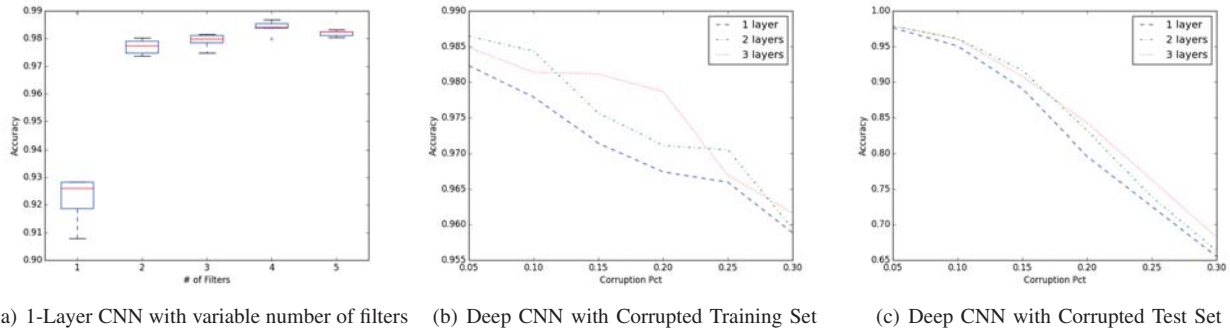 0.99
0.98
0.97
0.96
0.95
0.94
0.93
0.92
0.91
0.90
Accuracy
1 2 3 4 5
# of Filters
0.990
0.985
0.980
0.975
0.970
0.965
0.960
0.955
Accuracy
1 layer
2 layers
3 layers
0.05 0.10 0.15 0.20 0.25 0.30
Corruption Pct
1.00
0.95
0.90
0.85
0.80
0.75
0.70
0.65
Accuracy
1 layer
2 layers
3 layers
0.05 0.10 0.15 0.20 0.25 0.30
Corruption Pct
a) 1-Layer CNN with variable number of filters
(b) Deep CNN with Corrupted Training Set
(c) Deep CNN with Corrupted Test Set